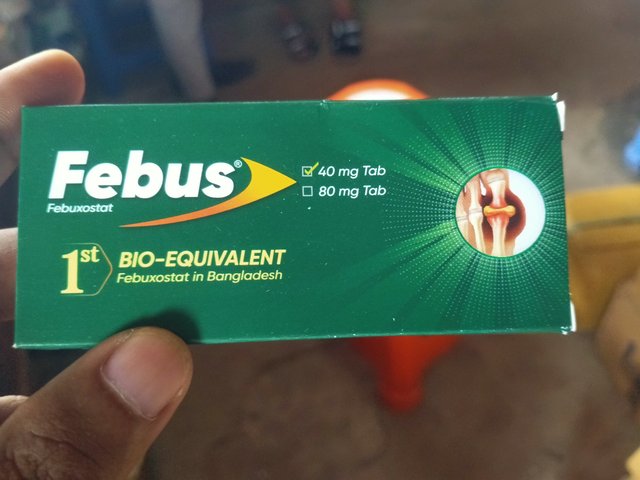 Febus®
Febuxostat
40 mg Tab
80 mg Tab
1st
BIO-EQUIVALENT
Febuxostat in Bangladesh